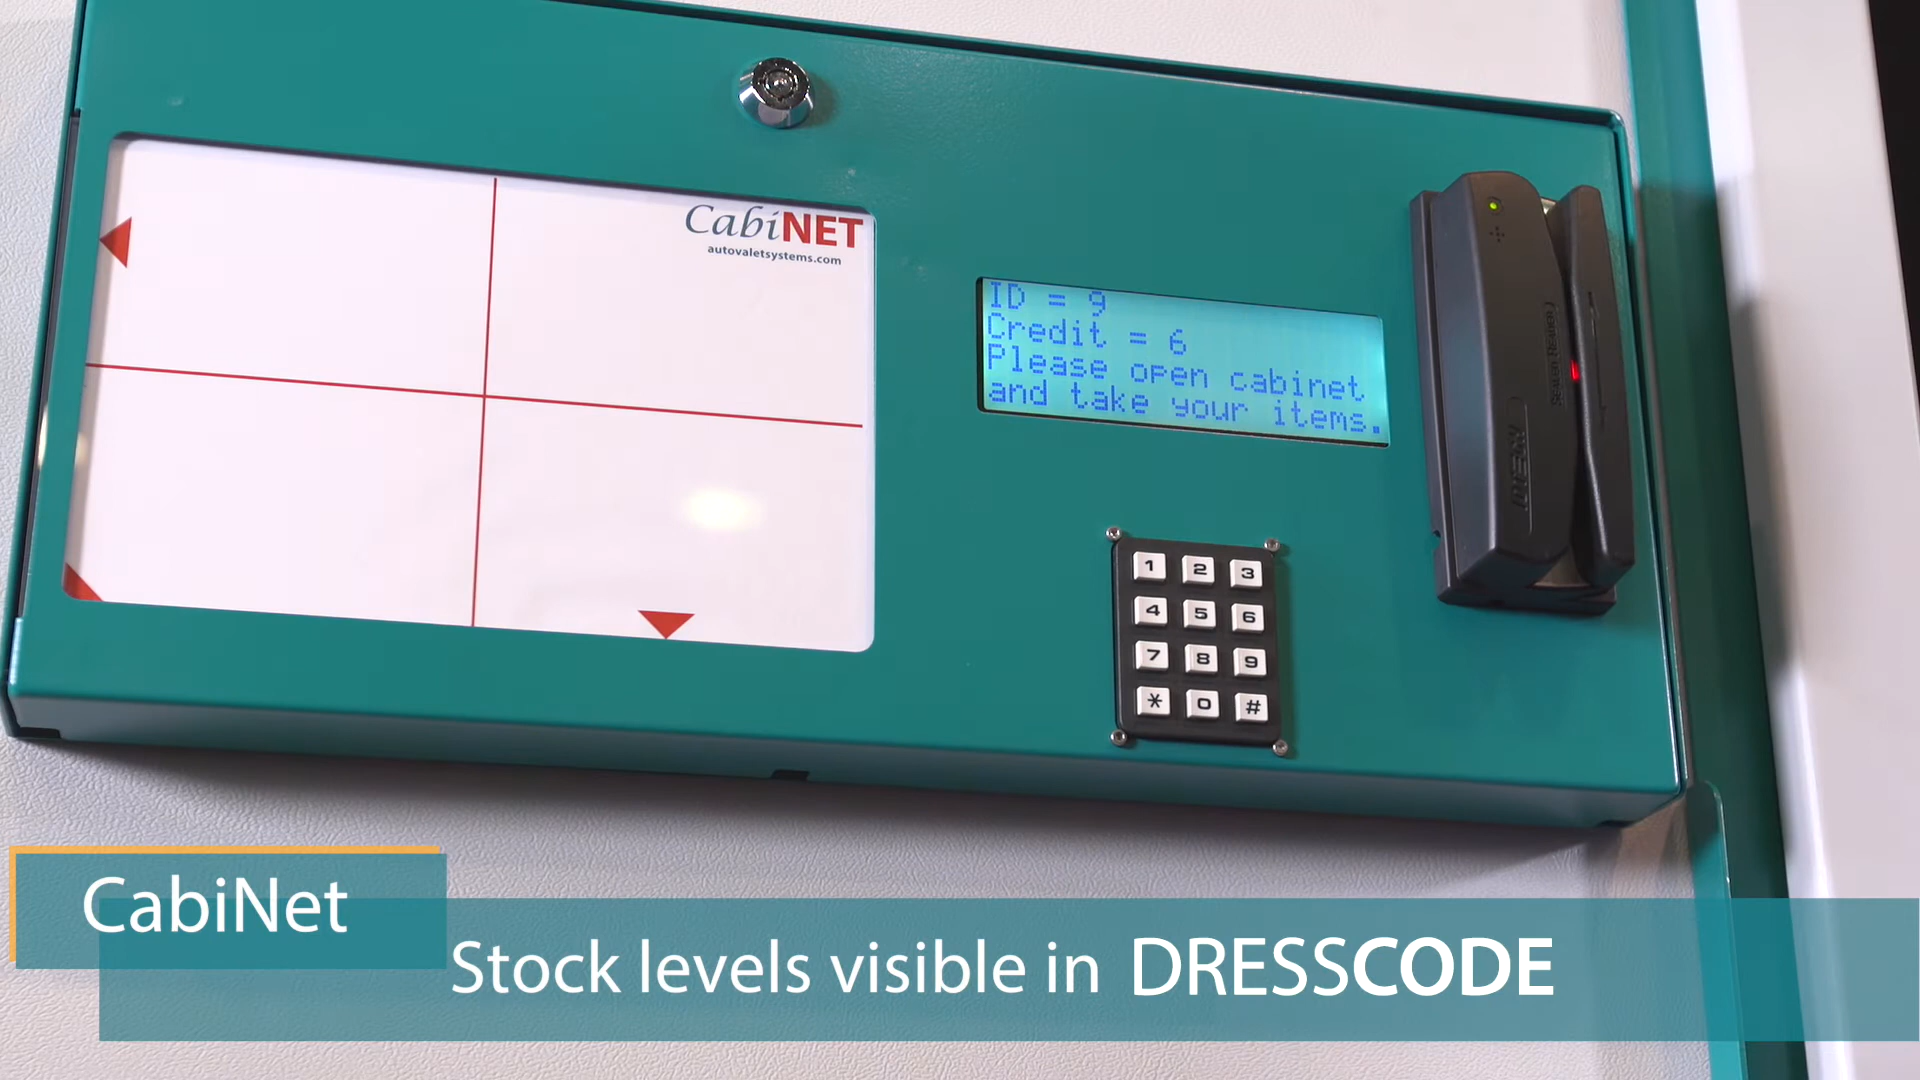 CabiNET
autovaletsystems.com
ID = 9
Credit = 6
Please open cabinet
and take your items.
1 2 3
4 5 6
7 8 9
* 0 #
CabiNet
Stock levels visible in DRESSCODE